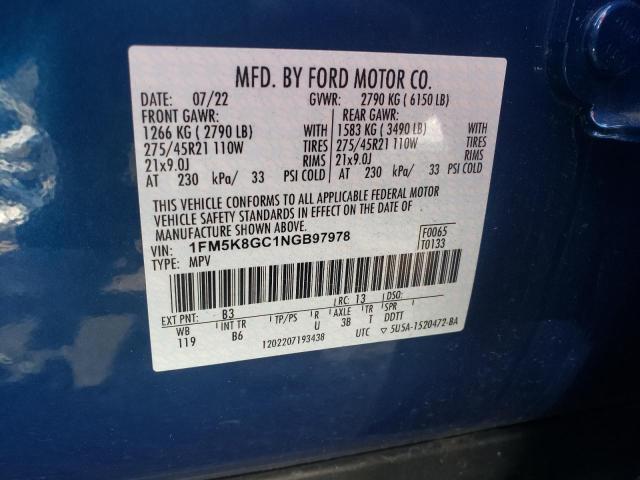 MFD. BY FORD MOTOR CO.
DATE: 07/22 GVWR: 2790 KG (6150 LB)
FRONT GAWR: REAR GAWR:
1266 KG (2790 LB) WITH 1583 KG (3490 LB) WITH
275/45R21 110W TIRES 275/45R21 110W TIRES
21x9.0J RIMS 21x9.0J RIMS
AT 230 kPa/ 33 PSI COLD AT 230 kPa/ 33 PSI COLD
THIS VEHICLE CONFORMS TO ALL APPLICABLE FEDERAL MOTOR
VEHICLE SAFETY STANDARDS IN EFFECT ON THE DATE OF
MANUFACTURE SHOWN ABOVE.
VIN: 1FM5K8GC1NGB97978 F0065
TYPE: MPV T0133
EXT PNT: B3 RC: 13 DSO:
WB INT TR TP/PS R AXLE TR SPR
119 B6 U 3B T DDTT
1202207193438 UTC ▽ 5U5A-1520472-BA